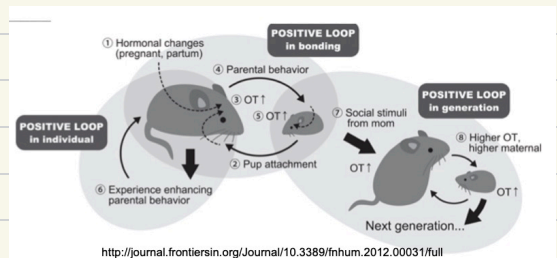 ① Hormonal changes
(pregnant, partum)
POSITIVE LOOP
in bonding
④ Parental behavior
③ OT↑
⑤ OT↑
② Pup attachment
POSITIVE LOOP
in individual
⑥ Experience enhancing
parental behavior
⑦ Social stimuli
from mom
POSITIVE LOOP
in generation
⑧ Higher OT,
higher maternal
OT↑
OT↑
Next generation...
http://journal.frontiersin.org/Journal/10.3389/fnhum.2012.00031/full